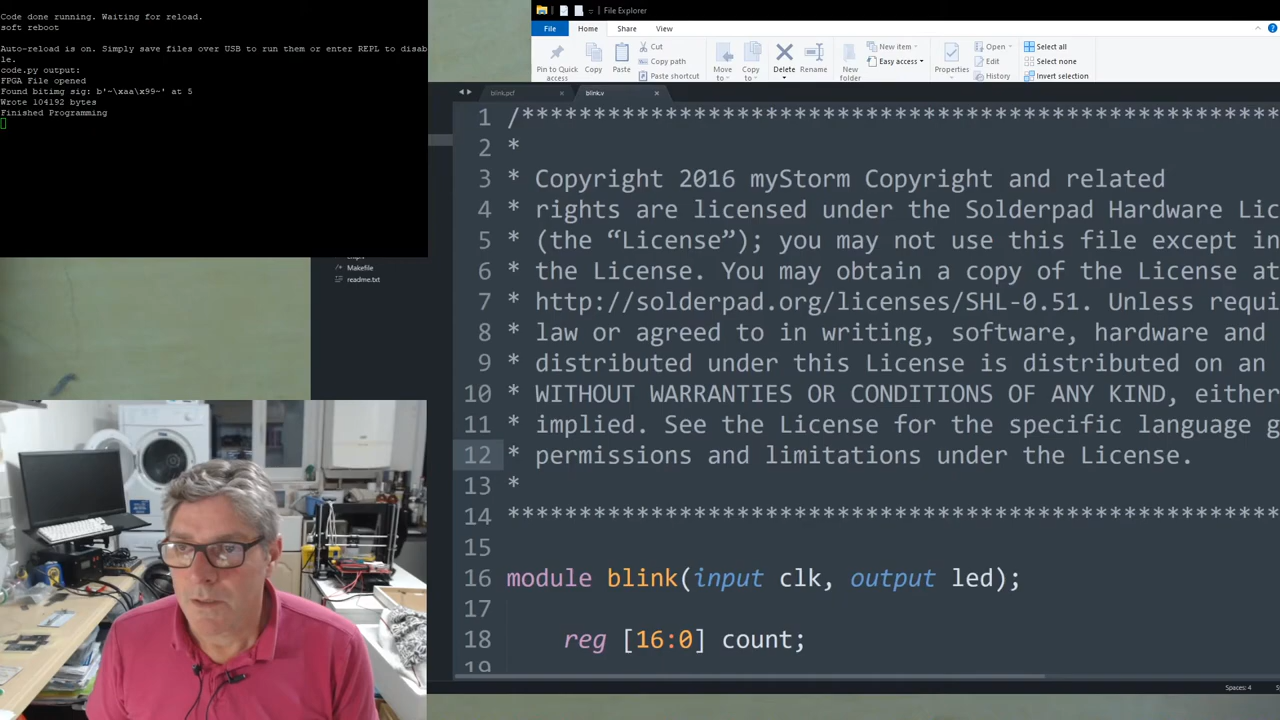 Code done running. Waiting for reload.
soft reboot
Auto-reload is on. Simply save files over USB to run them or enter REPL to disab
le.
code.py output:
FPGA File opened
Found bitimg sig: b'~\xaa\x99~' at 5
Wrote 104192 bytes
Finished Programming
File Explorer
File
Home
Share
View
Pin to Quick
access
Copy
Paste
Cut
Copy path
Paste shortcut
Move
to
Copy
to
Delete
Rename
New
folder
New item
Easy access
Properties
Open
Edit
History
Select all
Select none
Invert selection
blink.pcf
blink.v
Makefile
readme.txt
1 /******************************************************
2 *
3 * Copyright 2016 myStorm Copyright and related
4 * rights are licensed under the Solderpad Hardware Lic
5 * (the “License”); you may not use this file except in
6 * the License. You may obtain a copy of the License at
7 * http://solderpad.org/licenses/SHL-0.51. Unless requi
8 * law or agreed to in writing, software, hardware and
9 * distributed under this License is distributed on an
10 * WITHOUT WARRANTIES OR CONDITIONS OF ANY KIND, either
11 * implied. See the License for the specific language g
12 * permissions and limitations under the License.
13 *
14 ******************************************************
15
16 module blink(input clk, output led);
17
18 reg [16:0] count;
19
Spaces: 4